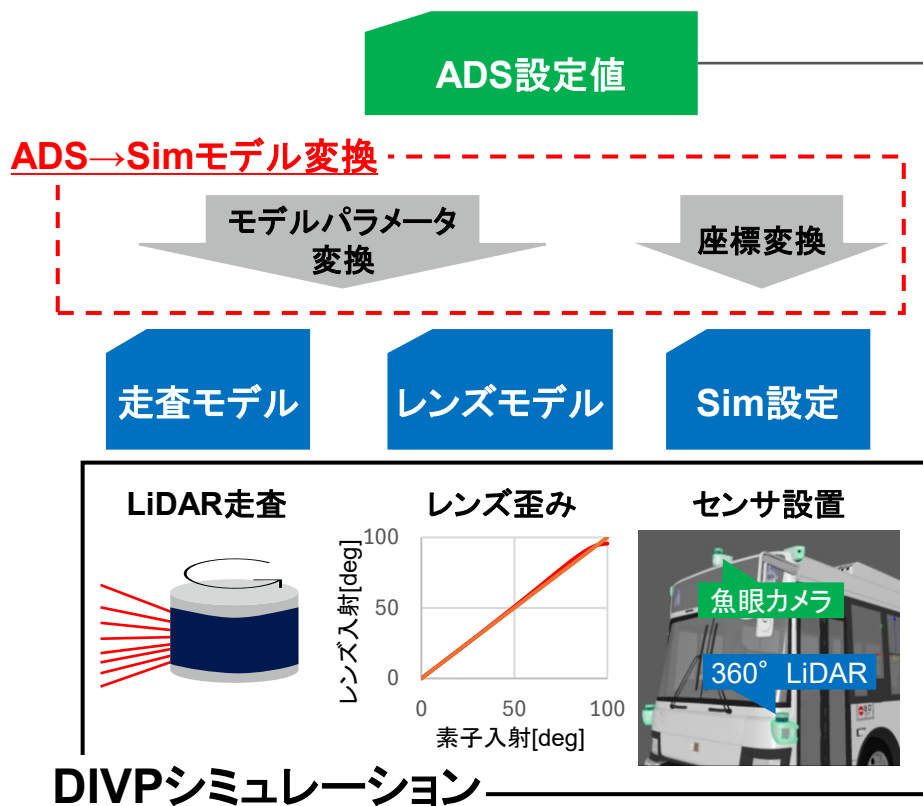 ADS設定値
ADS→Simモデル変換
モデルパラメータ
変換
座標変換
走査モデル
レンズモデル
Sim設定
LiDAR走査
レンズ歪み
センサ設置
レンズ入射[deg]
100
50
0
0
50
100
素子入射[deg]
魚眼カメラ
360° LiDAR
DIVPシミュレーション